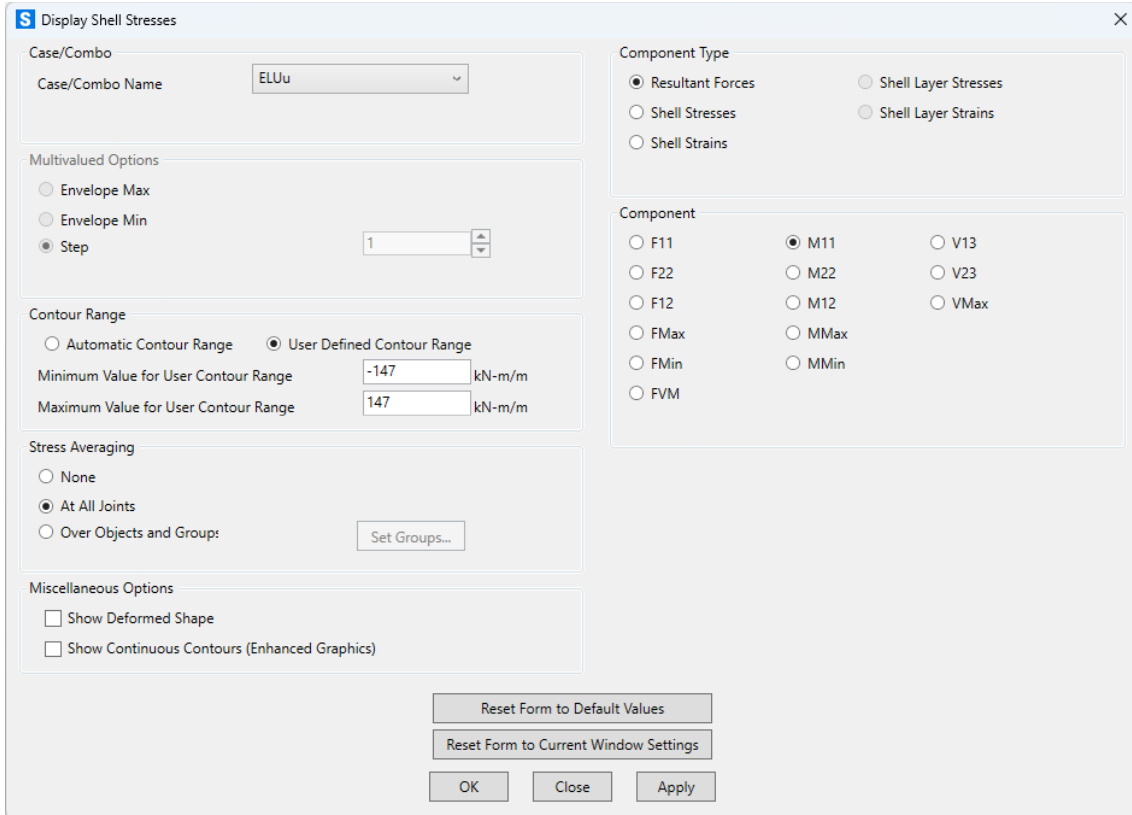 S Display Shell Stresses
Case/Combo
Case/Combo Name ELUu
Multivalued Options
Envelope Max
Envelope Min
Step 1
Contour Range
Automatic Contour Range User Defined Contour Range
Minimum Value for User Contour Range -147 kN-m/m
Maximum Value for User Contour Range 147 kN-m/m
Stress Averaging
None
At All Joints
Over Objects and Groups Set Groups...
Miscellaneous Options
Show Deformed Shape
Show Continuous Contours (Enhanced Graphics)
Component Type
Resultant Forces Shell Layer Stresses
Shell Stresses Shell Layer Strains
Shell Strains
Component
F11 M11 V13
F22 M22 V23
F12 M12 VMax
FMax MMax
FMin MMin
FVM
Reset Form to Default Values
Reset Form to Current Window Settings
OK Close Apply